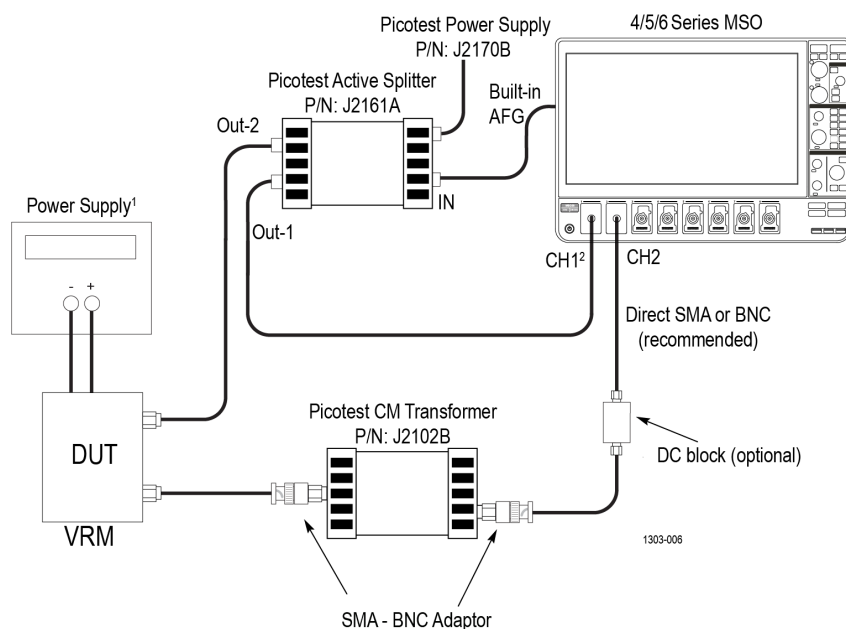 Picotest Power Supply
P/N: J2170B
4/5/6 Series MSO
Picotest Active Splitter
P/N: J2161A
Built-in
AFG
Out-2
IN
Out-1
Power Supply¹
- +
CH1²
CH2
Direct SMA or BNC
(recommended)
Picotest CM Transformer
P/N: J2102B
DUT
VRM
DC block (optional)
1303-006
SMA - BNC Adaptor